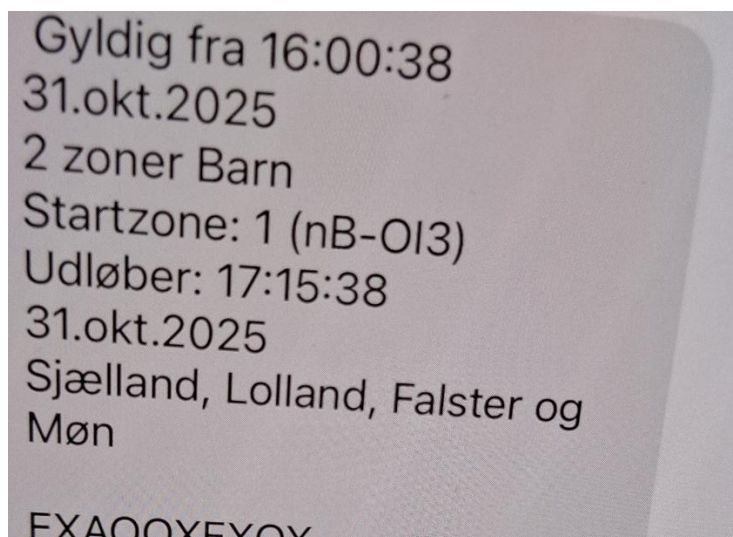 Gyldig fra 16:00:38
31.okt.2025
2 zoner Barn
Startzone: 1 (nB-OI3)
Udløber: 17:15:38
31.okt.2025
Sjælland, Lolland, Falster og
Møn